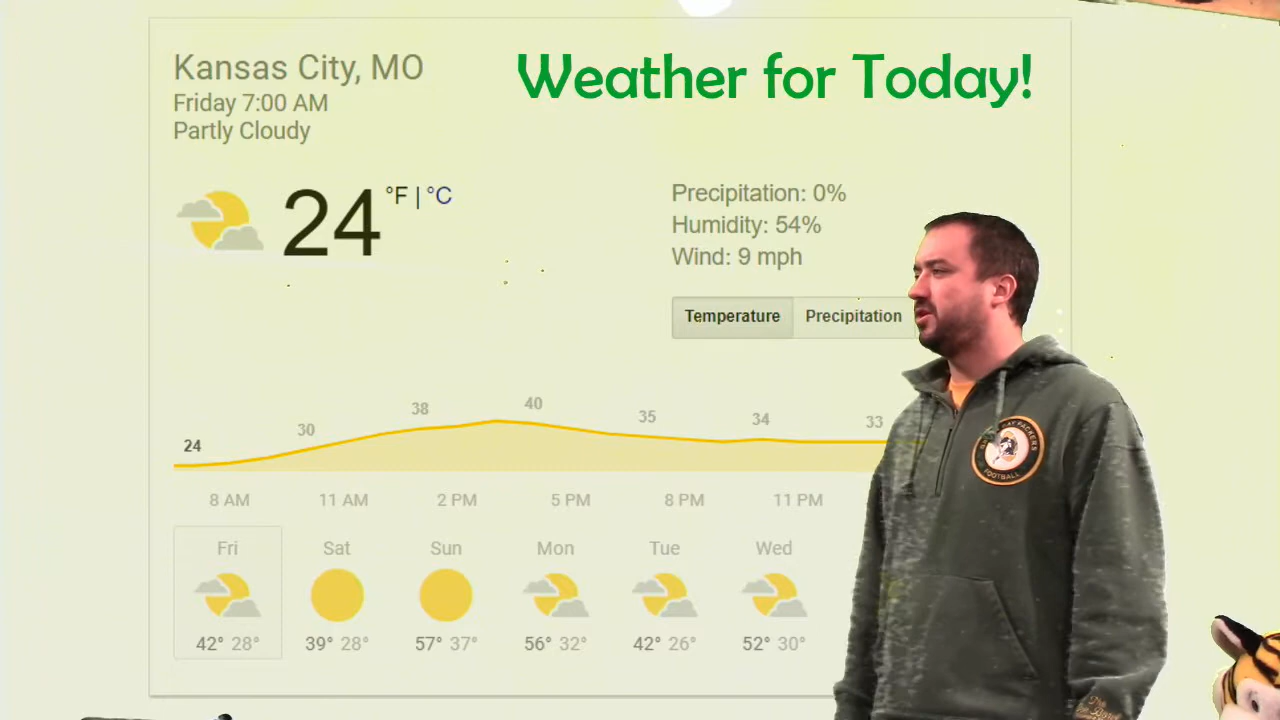 Weather for Today!
Kansas City, MO
Friday 7:00 AM
Partly Cloudy
24 °F | °C
Precipitation: 0%
Humidity: 54%
Wind: 9 mph
Temperature Precipitation
24 30 38 40 35 34 33
8 AM 11 AM 2 PM 5 PM 8 PM 11 PM
Fri Sat Sun Mon Tue Wed
42° 28° 39° 28° 57° 37° 56° 32° 42° 26° 52° 30°
PACKERS
FOOTBALL